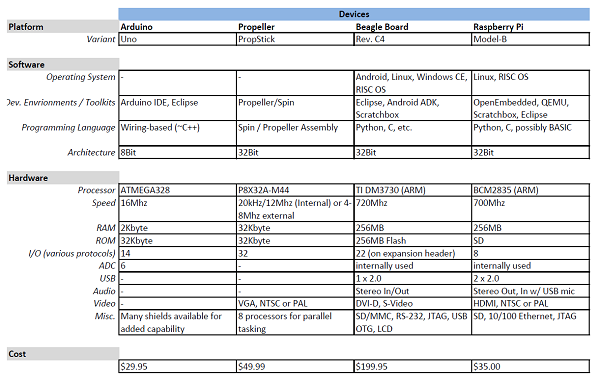 Devices
Platform Arduino Propeller Beagle Board Raspberry Pi
Variant Uno PropStick Rev. C4 Model-B
Software
Operating System - - Android, Linux, Windows CE, Linux, RISC OS
RISC OS
Dev. Envrionments / Toolkits Arduino IDE, Eclipse Propeller/Spin Eclipse, Android ADK, OpenEmbedded, QEMU,
Scratchbox Scratchbox, Eclipse
Programming Language Wiring-based (~C++) Spin / Propeller Assembly Python, C, etc. Python, C, possibly BASIC
Architecture 8Bit 32Bit 32Bit 32Bit
Hardware
Processor ATMEGA328 P8X32A-M44 TI DM3730 (ARM) BCM2835 (ARM)
Speed 16Mhz 20kHz/12Mhz (Internal) or 4- 720Mhz 700Mhz
8Mhz external
RAM 2Kbyte 32Kbyte 256MB 256MB
ROM 32Kbyte 32Kbyte 256MB Flash SD
I/O (various protocols) 14 32 22 (on expansion header) 8
ADC 6 - internally used internally used
USB - - 1 x 2.0 2 x 2.0
Audio - - Stereo In/Out Stereo Out, In w/ USB mic
Video - VGA, NTSC or PAL DVI-D, S-Video HDMI, NTSC or PAL
Misc. Many shields available for 8 processors for parallel SD/MMC, RS-232, JTAG, USB SD, 10/100 Ethernet, JTAG
added capability tasking OTG, LCD
Cost
$29.95 $49.99 $199.95 $35.00